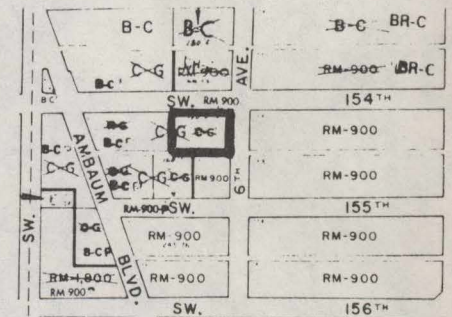 B-C B-C B-C BR-C
AVE.
B-C C-G RM-900 RM-900 BR-C
SW. RM 900 154TH
B-G
B-C C-G C-G RM-900
AMBAUM
B-G
C-G B-C C-G C-G RM 900 6TH RM-900
SW. RM-900-P SW. 155TH
O-G RM-900 RM-900
B-C P
BLVD.
RM-1,800 RM-900 RM-900
RM 900
SW. 156TH